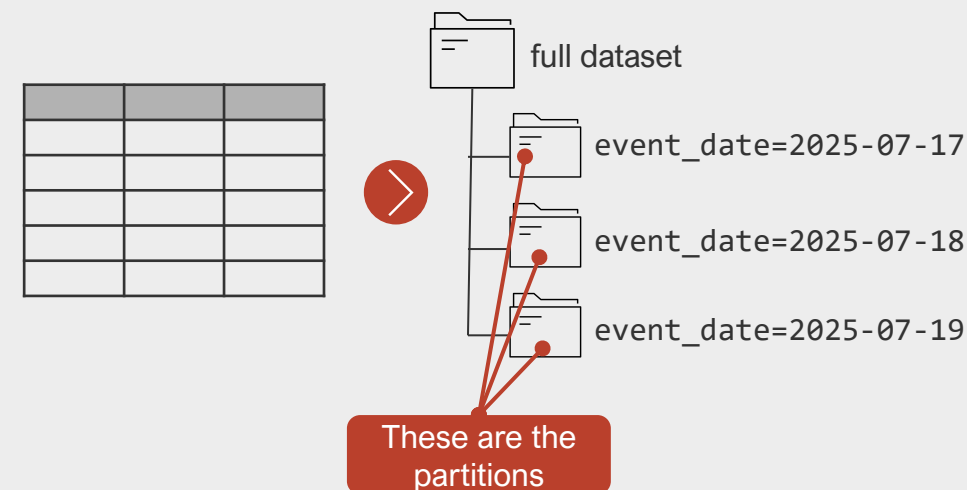 full dataset
event_date=2025-07-17
event_date=2025-07-18
event_date=2025-07-19
These are the
partitions